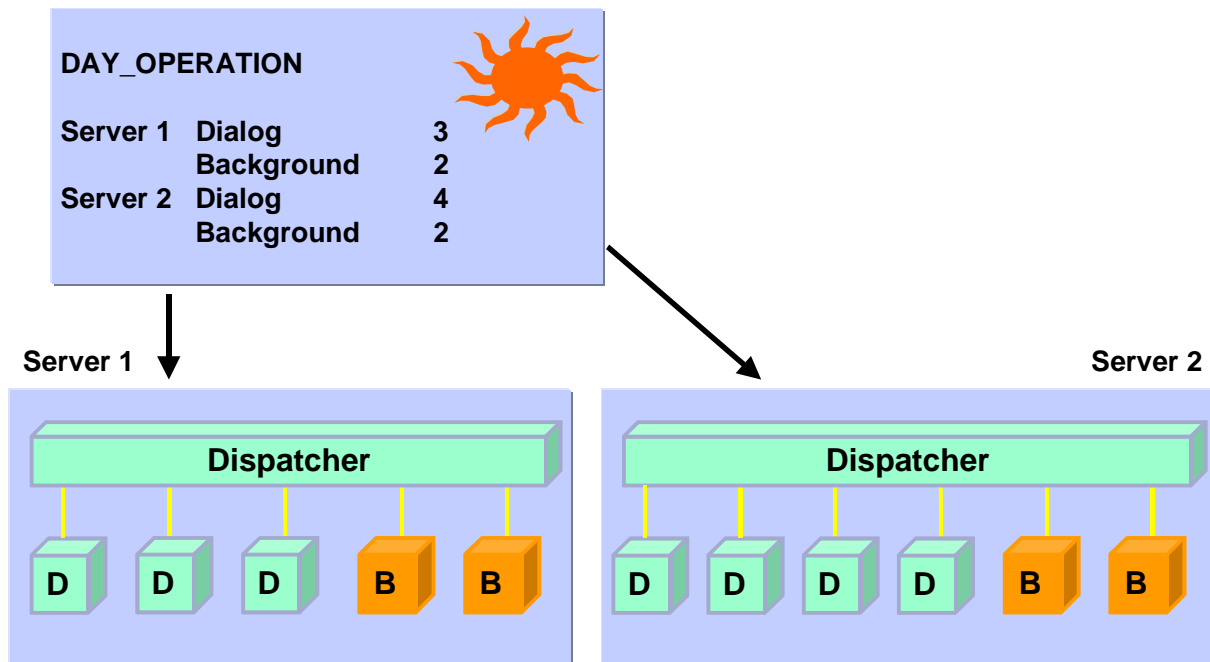 DAY_OPERATION
Server 1 Dialog 3
Background 2
Server 2 Dialog 4
Background 2
Server 1
Server 2
Dispatcher
Dispatcher
D D D B B
D D D D B B